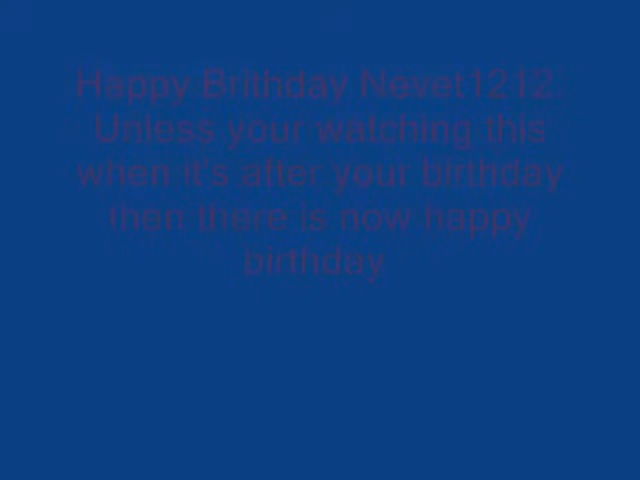 Happy Brithday Nevet1212.
Unless your watching this
when it's after your birthday
then there is now happy
birthday